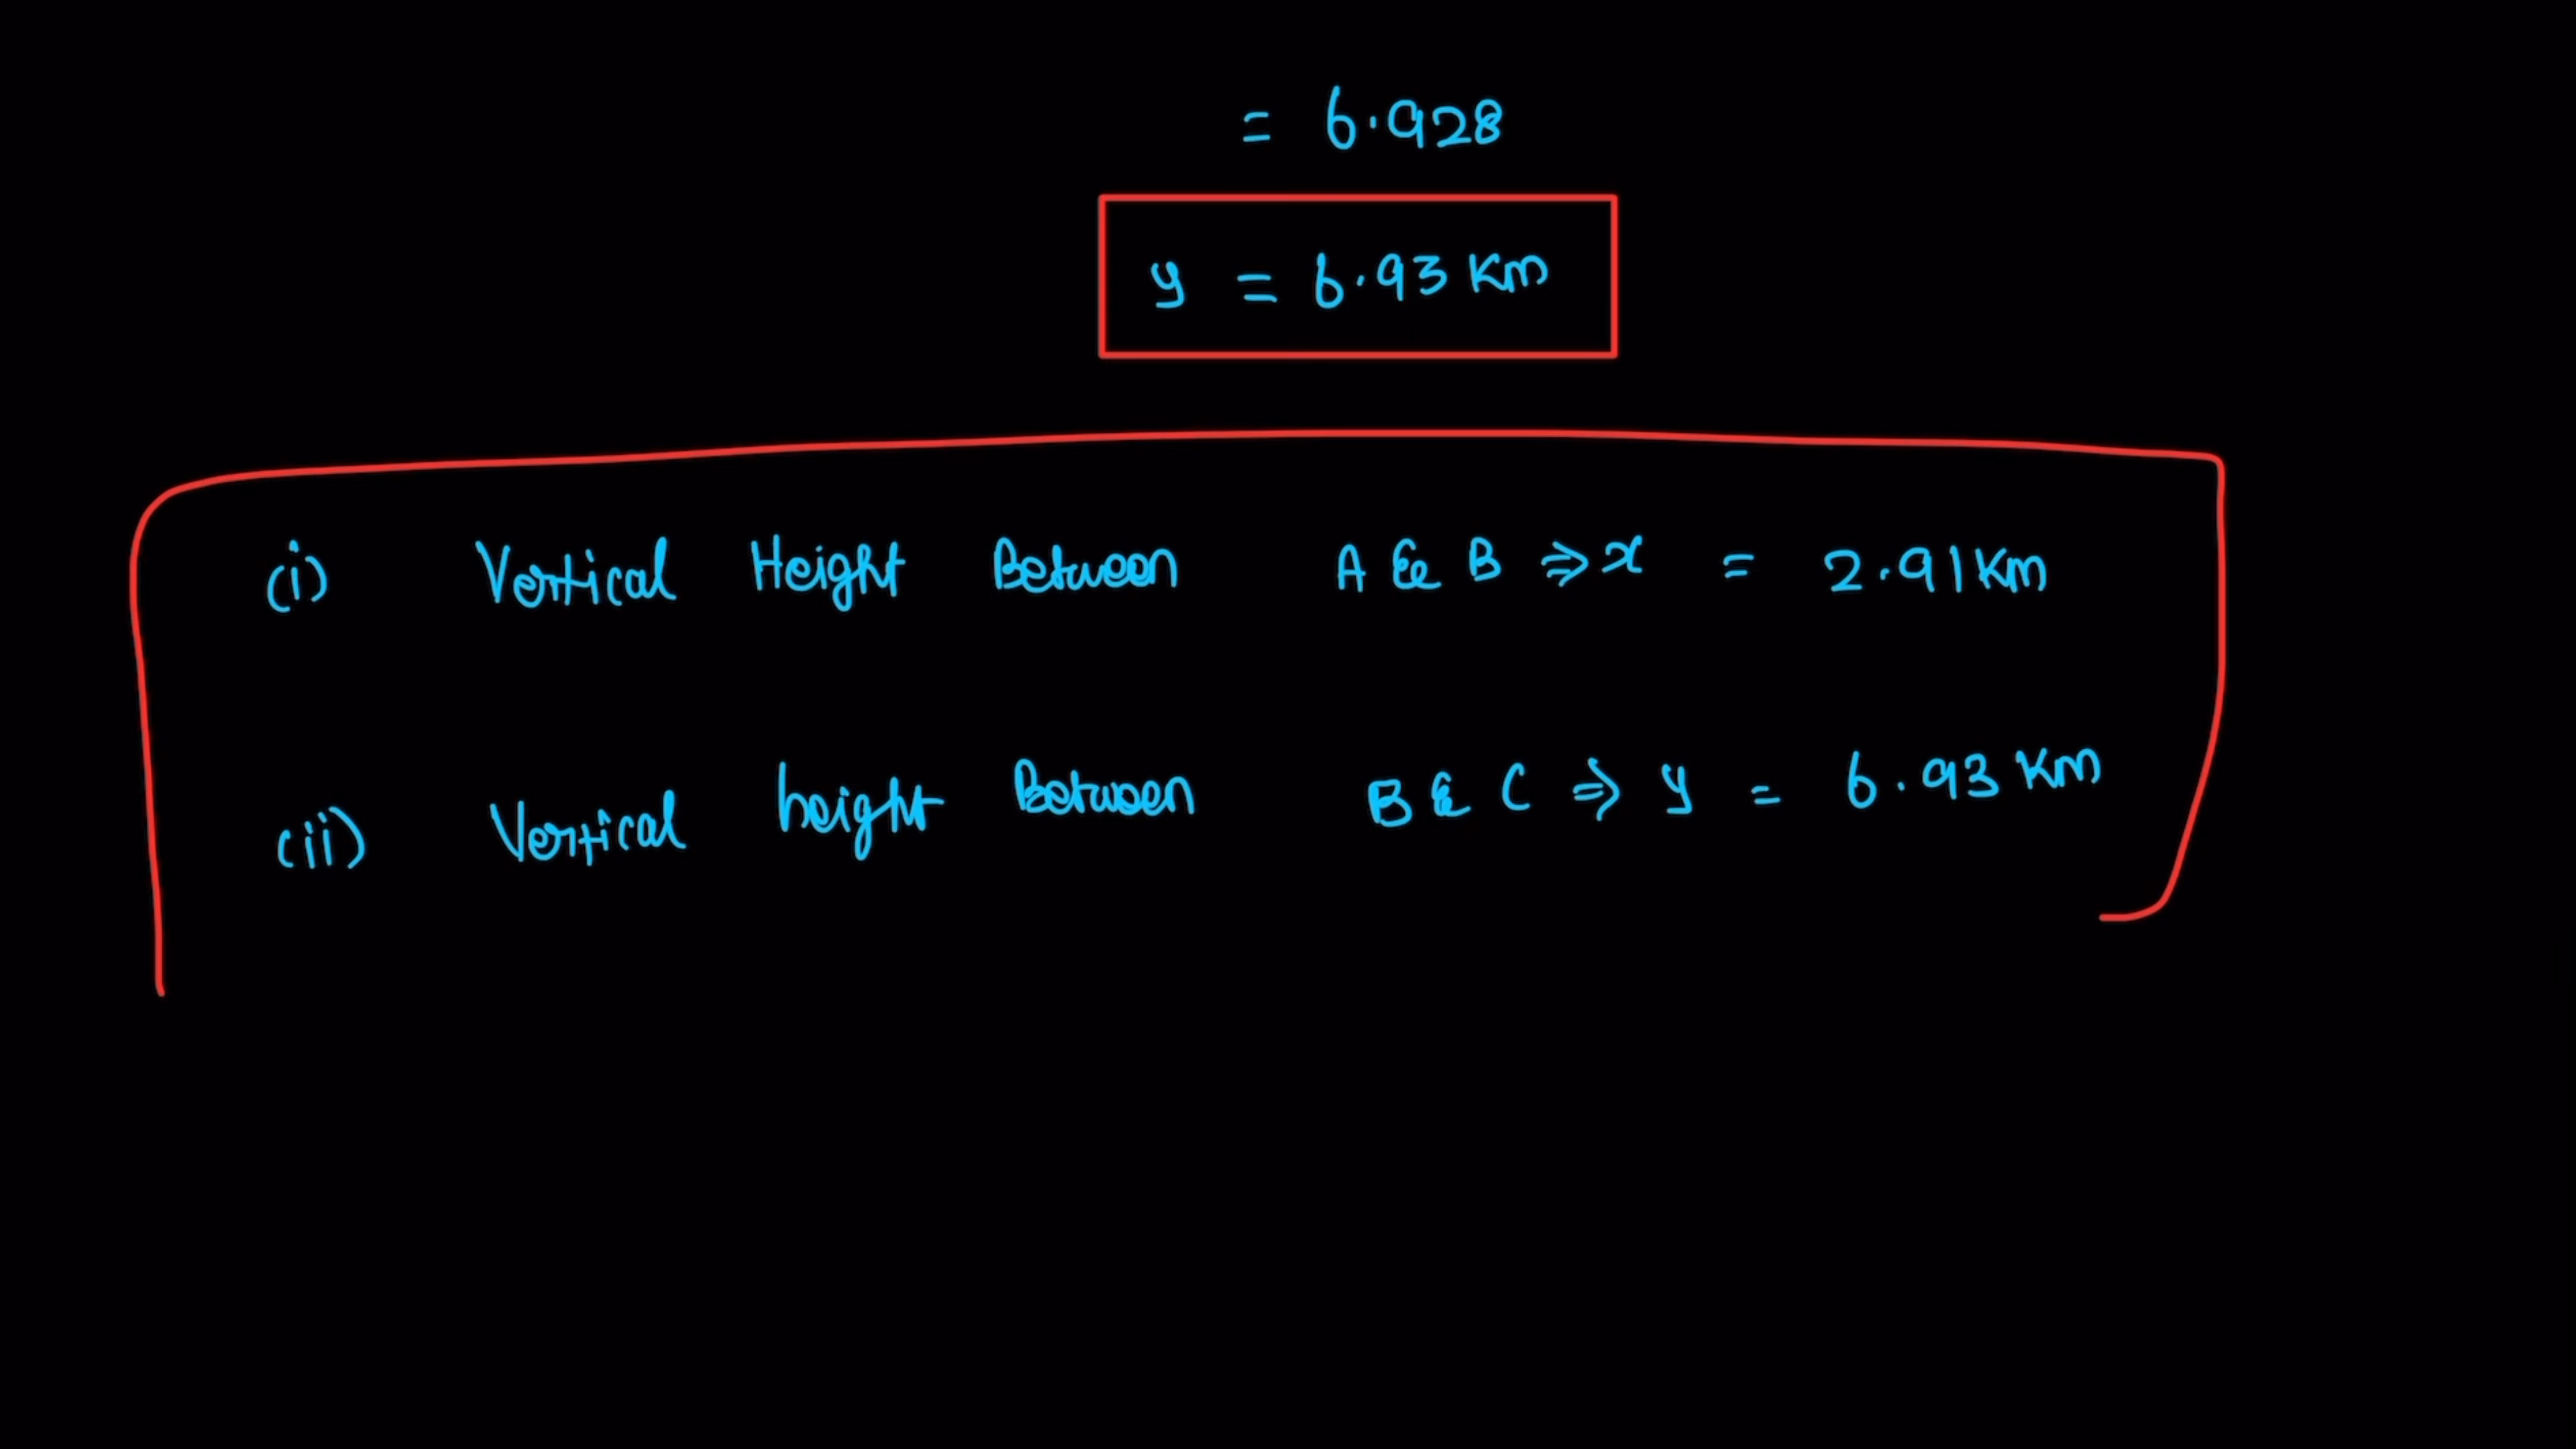 = 6.928
y = 6.93 Km
(i) Vertical Height Between A & B ⇒ x = 2.91 Km
(ii) Vertical height Between B & C ⇒ y = 6.93 Km